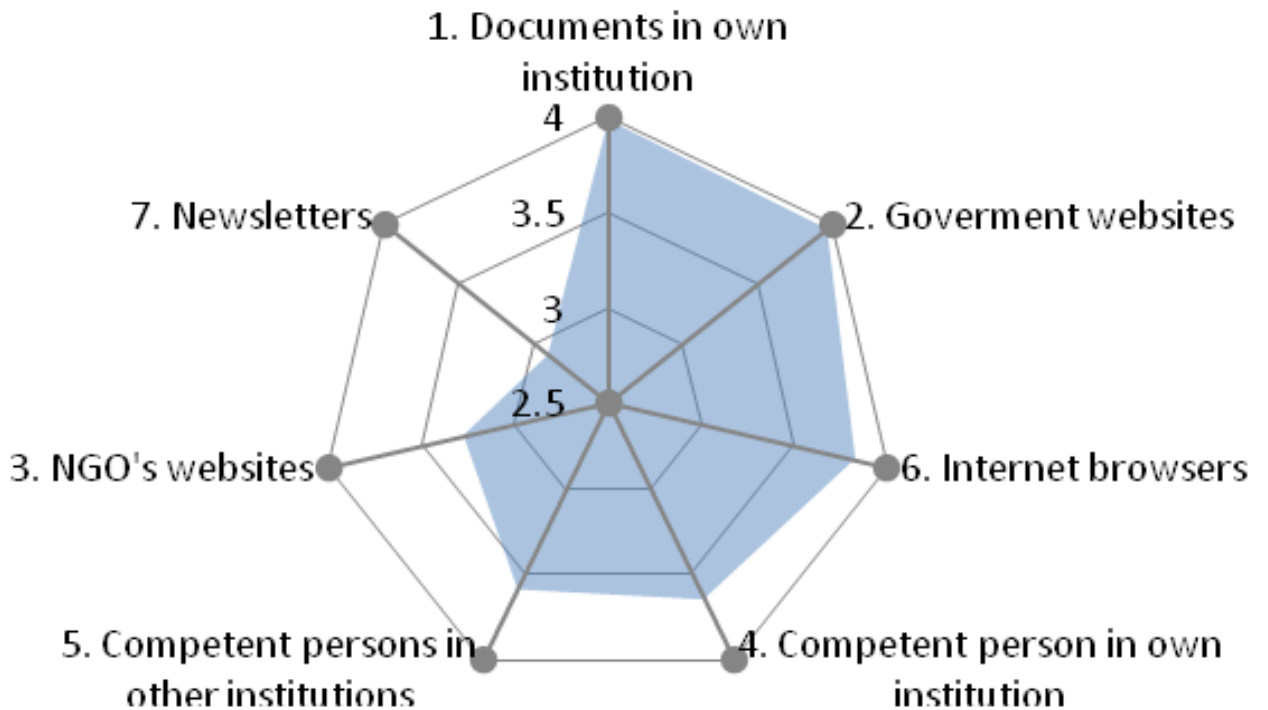 1. Documents in own
institution
4
7. Newsletters
3.5
2. Goverment websites
3
2.5
3. NGO's websites
6. Internet browsers
5. Competent persons in
other institutions
4. Competent person in own
institution